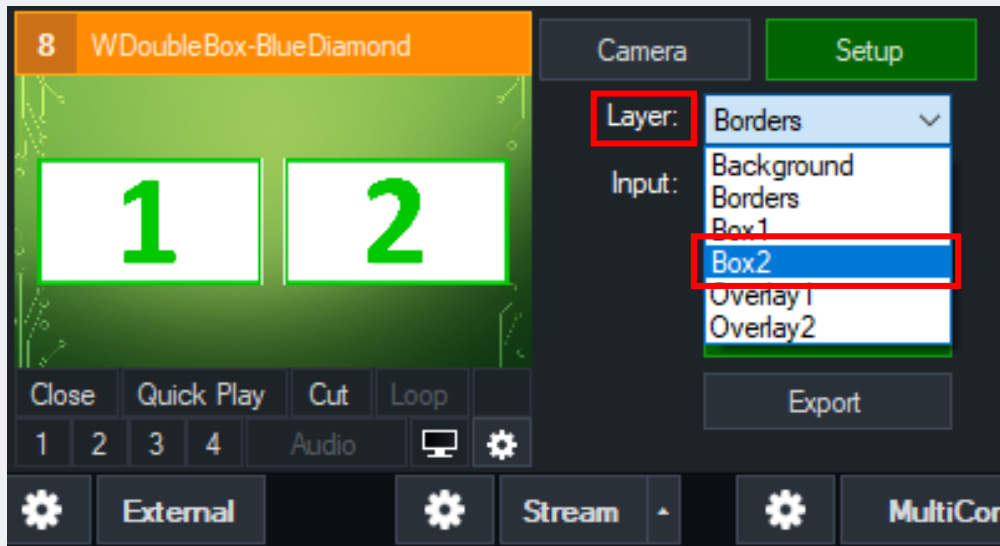 8 WDoubleBox-BlueDiamond
Camera Setup
Layer: Borders
Input: Background
Borders
Box1
Box2
Overlay1
Overlay2
1 2
Close Quick Play Cut Loop
Export
1 2 3 4 Audio
External Stream MultiCor